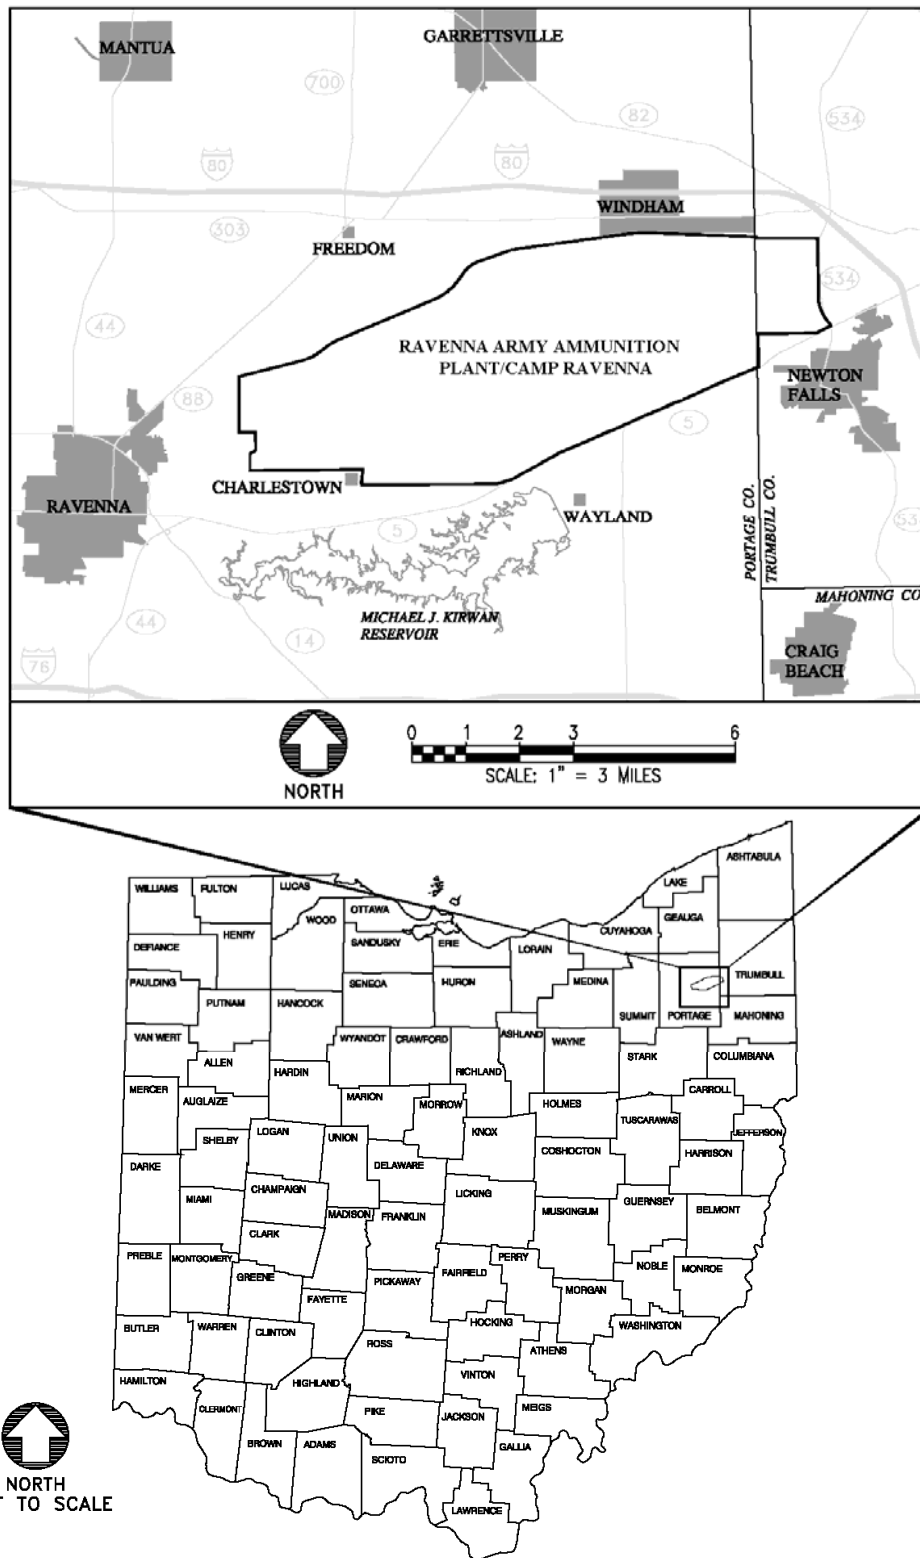 MANTUA
GARRETTSVILLE
700
82
534
80
80
WINDHAM
303
FREEDOM
534
44
RAVENNA ARMY AMMUNITION
PLANT/CAMP RAVENNA
NEWTON
FALLS
88
5
CHARLESTOWN
RAVENNA
WAYLAND
PORTAGE CO.
TRUMBULL CO.
5
53
MAHONING CO
MICHAEL J. KIRWAN
RESERVOIR
44
14
76
CRAIG
BEACH
0 1 2 3 6
SCALE: 1" = 3 MILES
NORTH
ASHTABULA
LAKE
WILLIAMS
FULTON
LUCAS
OTTAWA
GEAUGA
WOOD
CUYAHOGA
HENRY
SANDUSKY
ERIE
LORAIN
DEFIANCE
TRUMBULL
PAULDING
SENECA
HURON
MEDINA
PUTNAM
HANCOCK
SUMMIT
PORTAGE
MAHONING
VAN WERT
WYANDOT
CRAWFORD
ASHLAND
WAYNE
STARK
COLUMBIANA
ALLEN
HARDIN
RICHLAND
MERCER
CARROLL
AUGLAIZE
MARION
MORROW
HOLMES
TUSCARAWAS
JEFFERSON
SHELBY
LOGAN
UNION
KNOX
COSHOCTON
HARRISON
DARKE
DELAWARE
MIAMI
CHAMPAIGN
LICKING
GUERNSEY
MADISON
FRANKLIN
MUSKINGUM
BELMONT
CLARK
PREBLE
MONTGOMERY
PERRY
GREENE
FAIRFIELD
NOBLE
MONROE
PICKAWAY
FAYETTE
MORGAN
BUTLER
WARREN
CLINTON
HOCKING
WASHINGTON
ROSS
ATHENS
HAMILTON
HIGHLAND
VINTON
CLERMONT
PIKE
JACKSON
MEIGS
BROWN
ADAMS
GALLIA
SCIOTO
LAWRENCE
NORTH
T TO SCALE